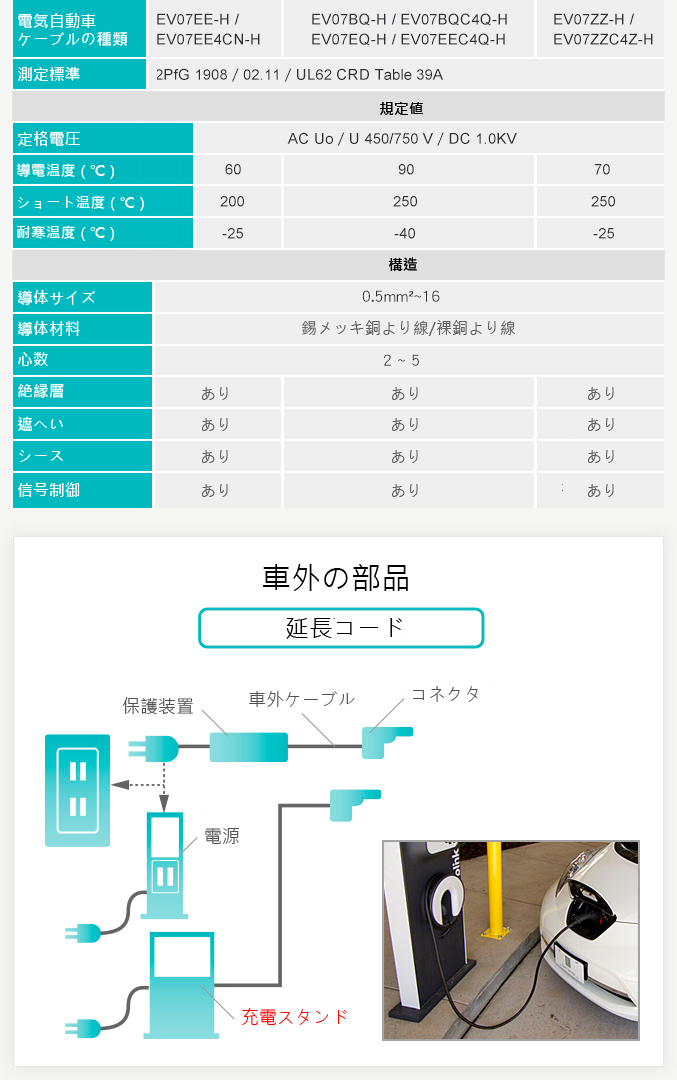 電気自動車
ケーブルの種類
EV07EE-H /
EV07EE4CN-H
EV07BQ-H / EV07BQC4Q-H
EV07EQ-H / EV07EEC4Q-H
EV07ZZ-H /
EV07ZZC4Z-H
測定標準 2PfG 1908 / 02.11 / UL62 CRD Table 39A
規定値
定格電圧 AC Uo / U 450/750 V / DC 1.0KV
導電温度 ( ℃ ) 60 90 70
ショート温度 ( ℃ ) 200 250 250
耐寒温度 ( ℃ ) -25 -40 -25
構造
導体サイズ 0.5mm²~16
導体材料 錫メッキ銅より線/裸銅より線
心数 2 ~ 5
絶縁層 あり あり あり
遮へい あり あり あり
シース あり あり あり
信号制御 あり あり あり
車外の部品
延長コード
保護装置 車外ケーブル コネクタ
電源
充電スタンド